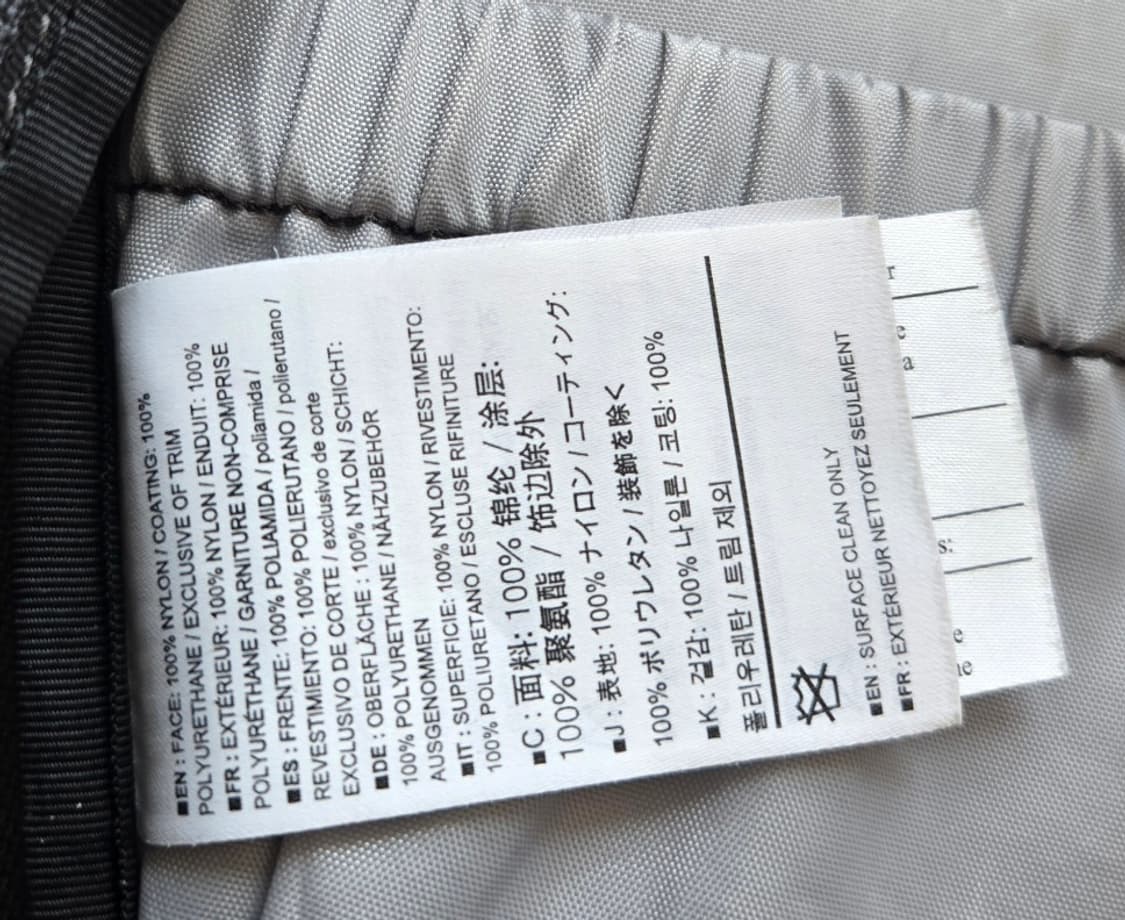 ■EN : FACE: 100% NYLON / COATING: 100%
POLYURETHANE / EXCLUSIVE OF TRIM
■FR : EXTÉRIEUR: 100% NYLON / ENDUIT: 100%
POLYURÉTHANE / GARNITURE NON-COMPRISE
■ES : FRENTE: 100% POLIAMIDA / poliamida /
REVESTIMIENTO: 100% POLIERUTANO / polierutano /
EXCLUSIVO DE CORTE / exclusivo de corte
■DE : OBERFLÄCHE : 100% NYLON / SCHICHT:
100% POLYURETHANE / NÄHZUBEHÖR
AUSGENOMMEN
■IT : SUPERFICIE: 100% NYLON / RIVESTIMENTO:
100% POLIURETANO / ESCLUSE RIFINITURE
■C : 面料: 100% 锦纶 / 涂层:
100% 聚氨酯 / 饰边除外
■J : 表地: 100% ナイロン / コーティング:
100% ポリウレタン / 装飾を除く
■K : 겉감: 100% 나일론 / 코팅: 100%
폴리우레탄 / 트림 제외
■EN : SURFACE CLEAN ONLY
■FR : EXTÉRIEUR NETTOYEZ SEULEMENT
s:
e